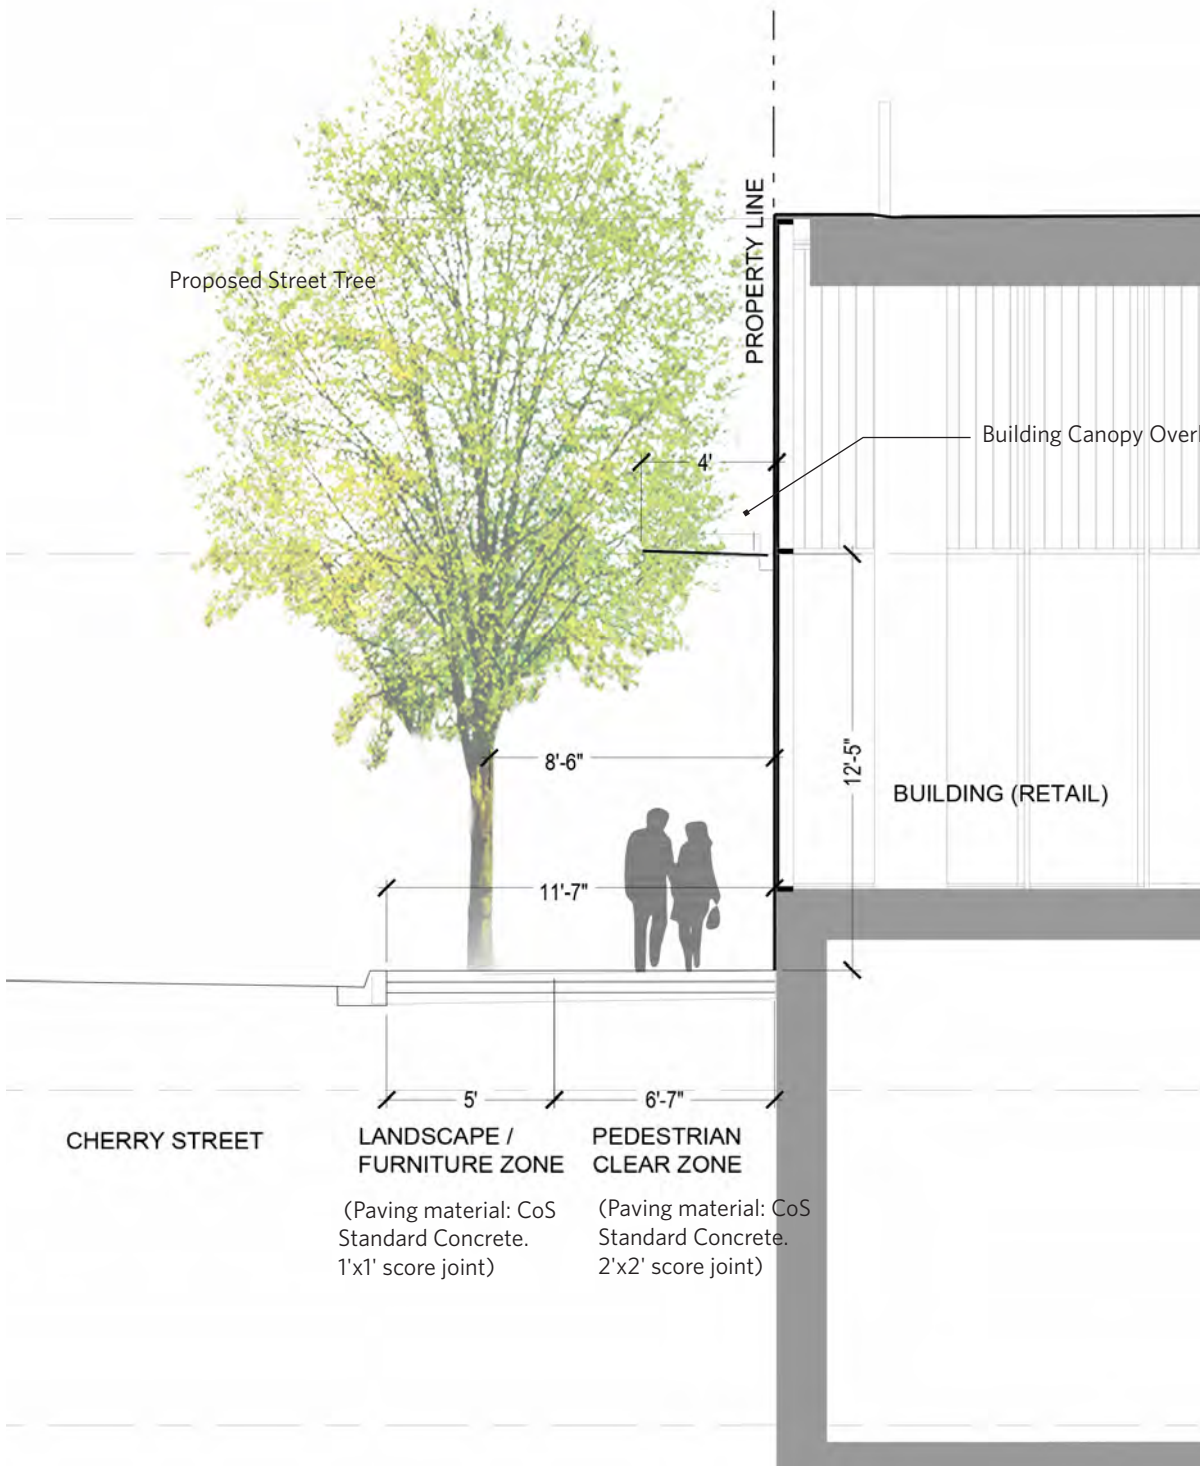 PROPERTY LINE
Proposed Street Tree
Building Canopy
4'
8'-6"
12'-5"
BUILDING (RETAIL)
11'-7"
5'
6'-7"
CHERRY STREET
LANDSCAPE /
FURNITURE ZONE
(Paving material: CoS
Standard Concrete.
1'x1' score joint)
PEDESTRIAN
CLEAR ZONE
(Paving material: CoS
Standard Concrete.
2'x2' score joint)